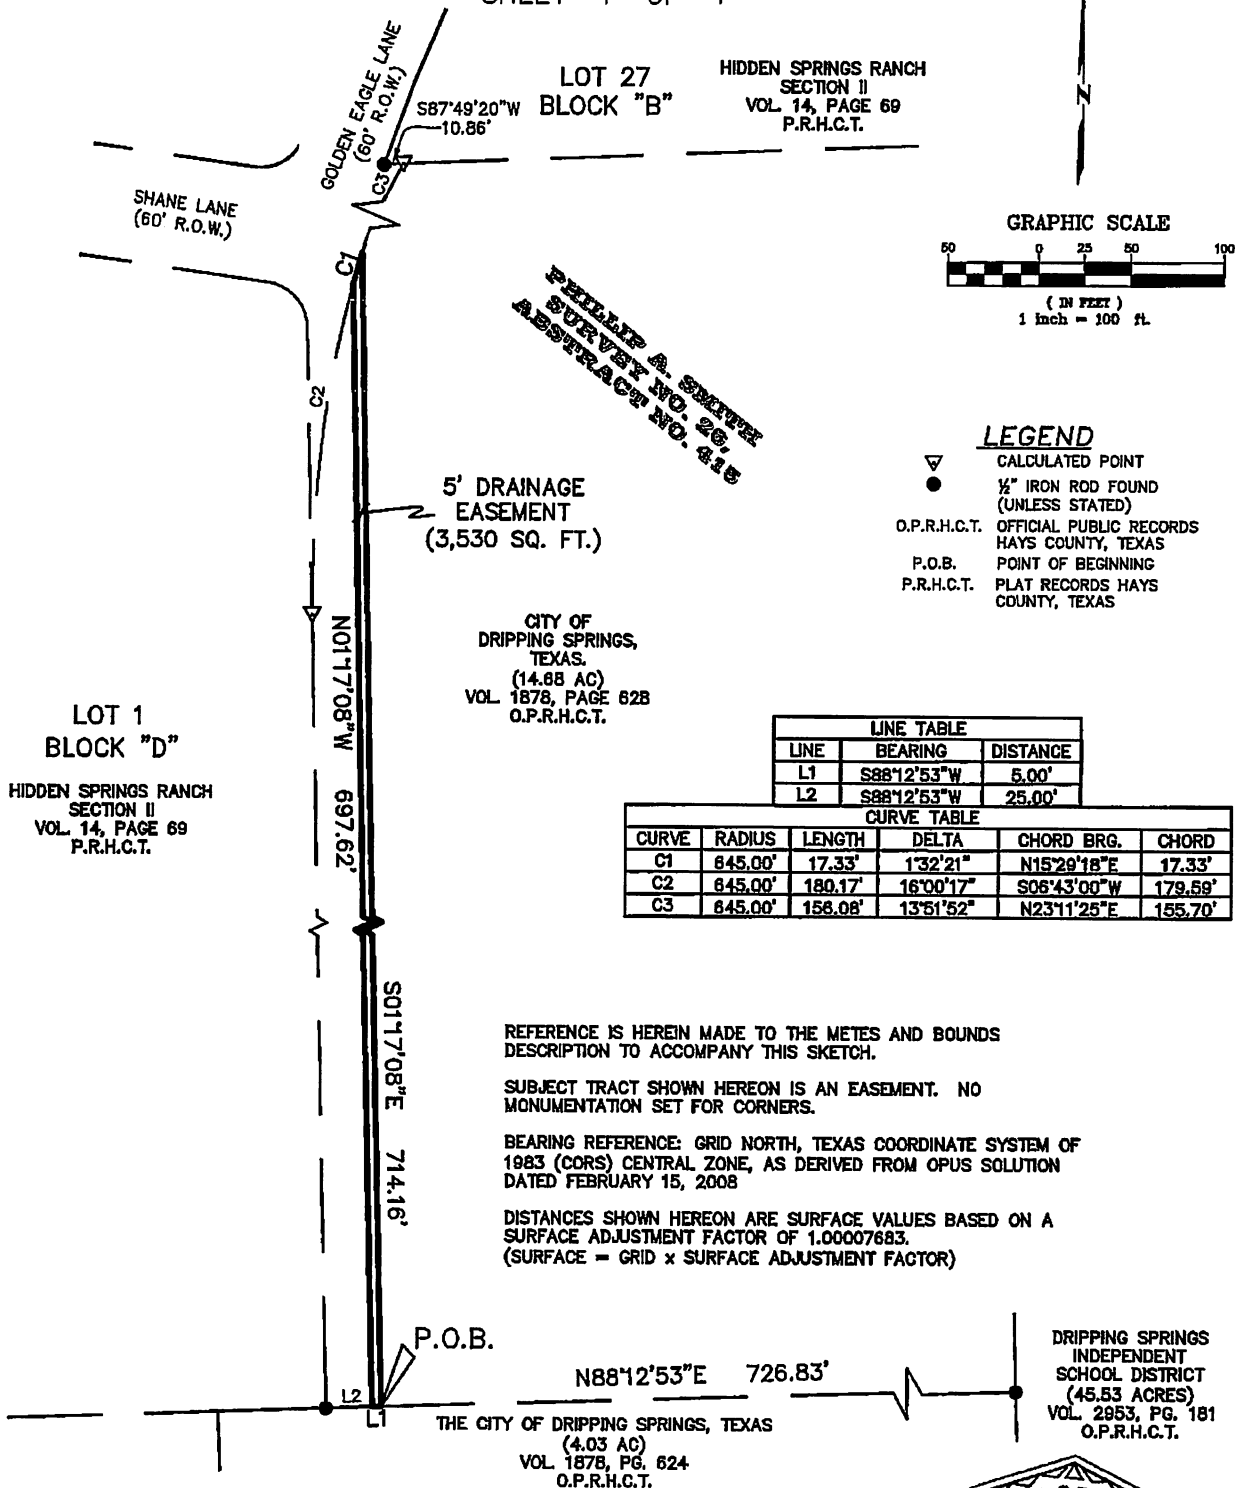 GOLDEN EAGLE LANE
(60' R.O.W.)
S87°49'20"W
10.86'
LOT 27
BLOCK "B"
HIDDEN SPRINGS RANCH
SECTION II
VOL. 14, PAGE 69
P.R.H.C.T.
N
C3
SHANE LANE
(60' R.O.W.)
GRAPHIC SCALE
50 0 25 50 100
( IN FEET )
1 inch = 100 ft.
C1
PHILLIP A. SMITH
SURVEY NO. 26,
ABSTRACT NO. 415
C2
LEGEND
CALCULATED POINT
½" IRON ROD FOUND
(UNLESS STATED)
O.P.R.H.C.T. OFFICIAL PUBLIC RECORDS
HAYS COUNTY, TEXAS
P.O.B. POINT OF BEGINNING
P.R.H.C.T. PLAT RECORDS HAYS
COUNTY, TEXAS
5' DRAINAGE
EASEMENT
(3,530 SQ. FT.)
CITY OF
DRIPPING SPRINGS,
TEXAS.
(14.68 AC)
VOL. 1878, PAGE 628
O.P.R.H.C.T.
N01°17'08"W 697.62'
LOT 1
BLOCK "D"
HIDDEN SPRINGS RANCH
SECTION II
VOL. 14, PAGE 69
P.R.H.C.T.
LINE TABLE
LINE BEARING DISTANCE
L1 S88°12'53"W 5.00'
L2 S88°12'53"W 25.00'
CURVE TABLE
CURVE RADIUS LENGTH DELTA CHORD BRG. CHORD
C1 645.00' 17.33' 1°32'21" N15°29'18"E 17.33'
C2 645.00' 180.17' 16°00'17" S06°43'00"W 179.59'
C3 645.00' 156.08' 13°51'52" N23°11'25"E 155.70'
S01°17'08"E 714.16'
REFERENCE IS HEREIN MADE TO THE METES AND BOUNDS
DESCRIPTION TO ACCOMPANY THIS SKETCH.
SUBJECT TRACT SHOWN HEREON IS AN EASEMENT. NO
MONUMENTATION SET FOR CORNERS.
BEARING REFERENCE: GRID NORTH, TEXAS COORDINATE SYSTEM OF
1983 (CORS) CENTRAL ZONE, AS DERIVED FROM OPUS SOLUTION
DATED FEBRUARY 15, 2008
DISTANCES SHOWN HEREON ARE SURFACE VALUES BASED ON A
SURFACE ADJUSTMENT FACTOR OF 1.00007683.
(SURFACE = GRID x SURFACE ADJUSTMENT FACTOR)
P.O.B.
N88°12'53"E 726.83'
L2
L1
DRIPPING SPRINGS
INDEPENDENT
SCHOOL DISTRICT
(45.53 ACRES)
VOL. 2953, PG. 181
O.P.R.H.C.T.
THE CITY OF DRIPPING SPRINGS, TEXAS
(4.03 AC)
VOL. 1878, PG. 624
O.P.R.H.C.T.